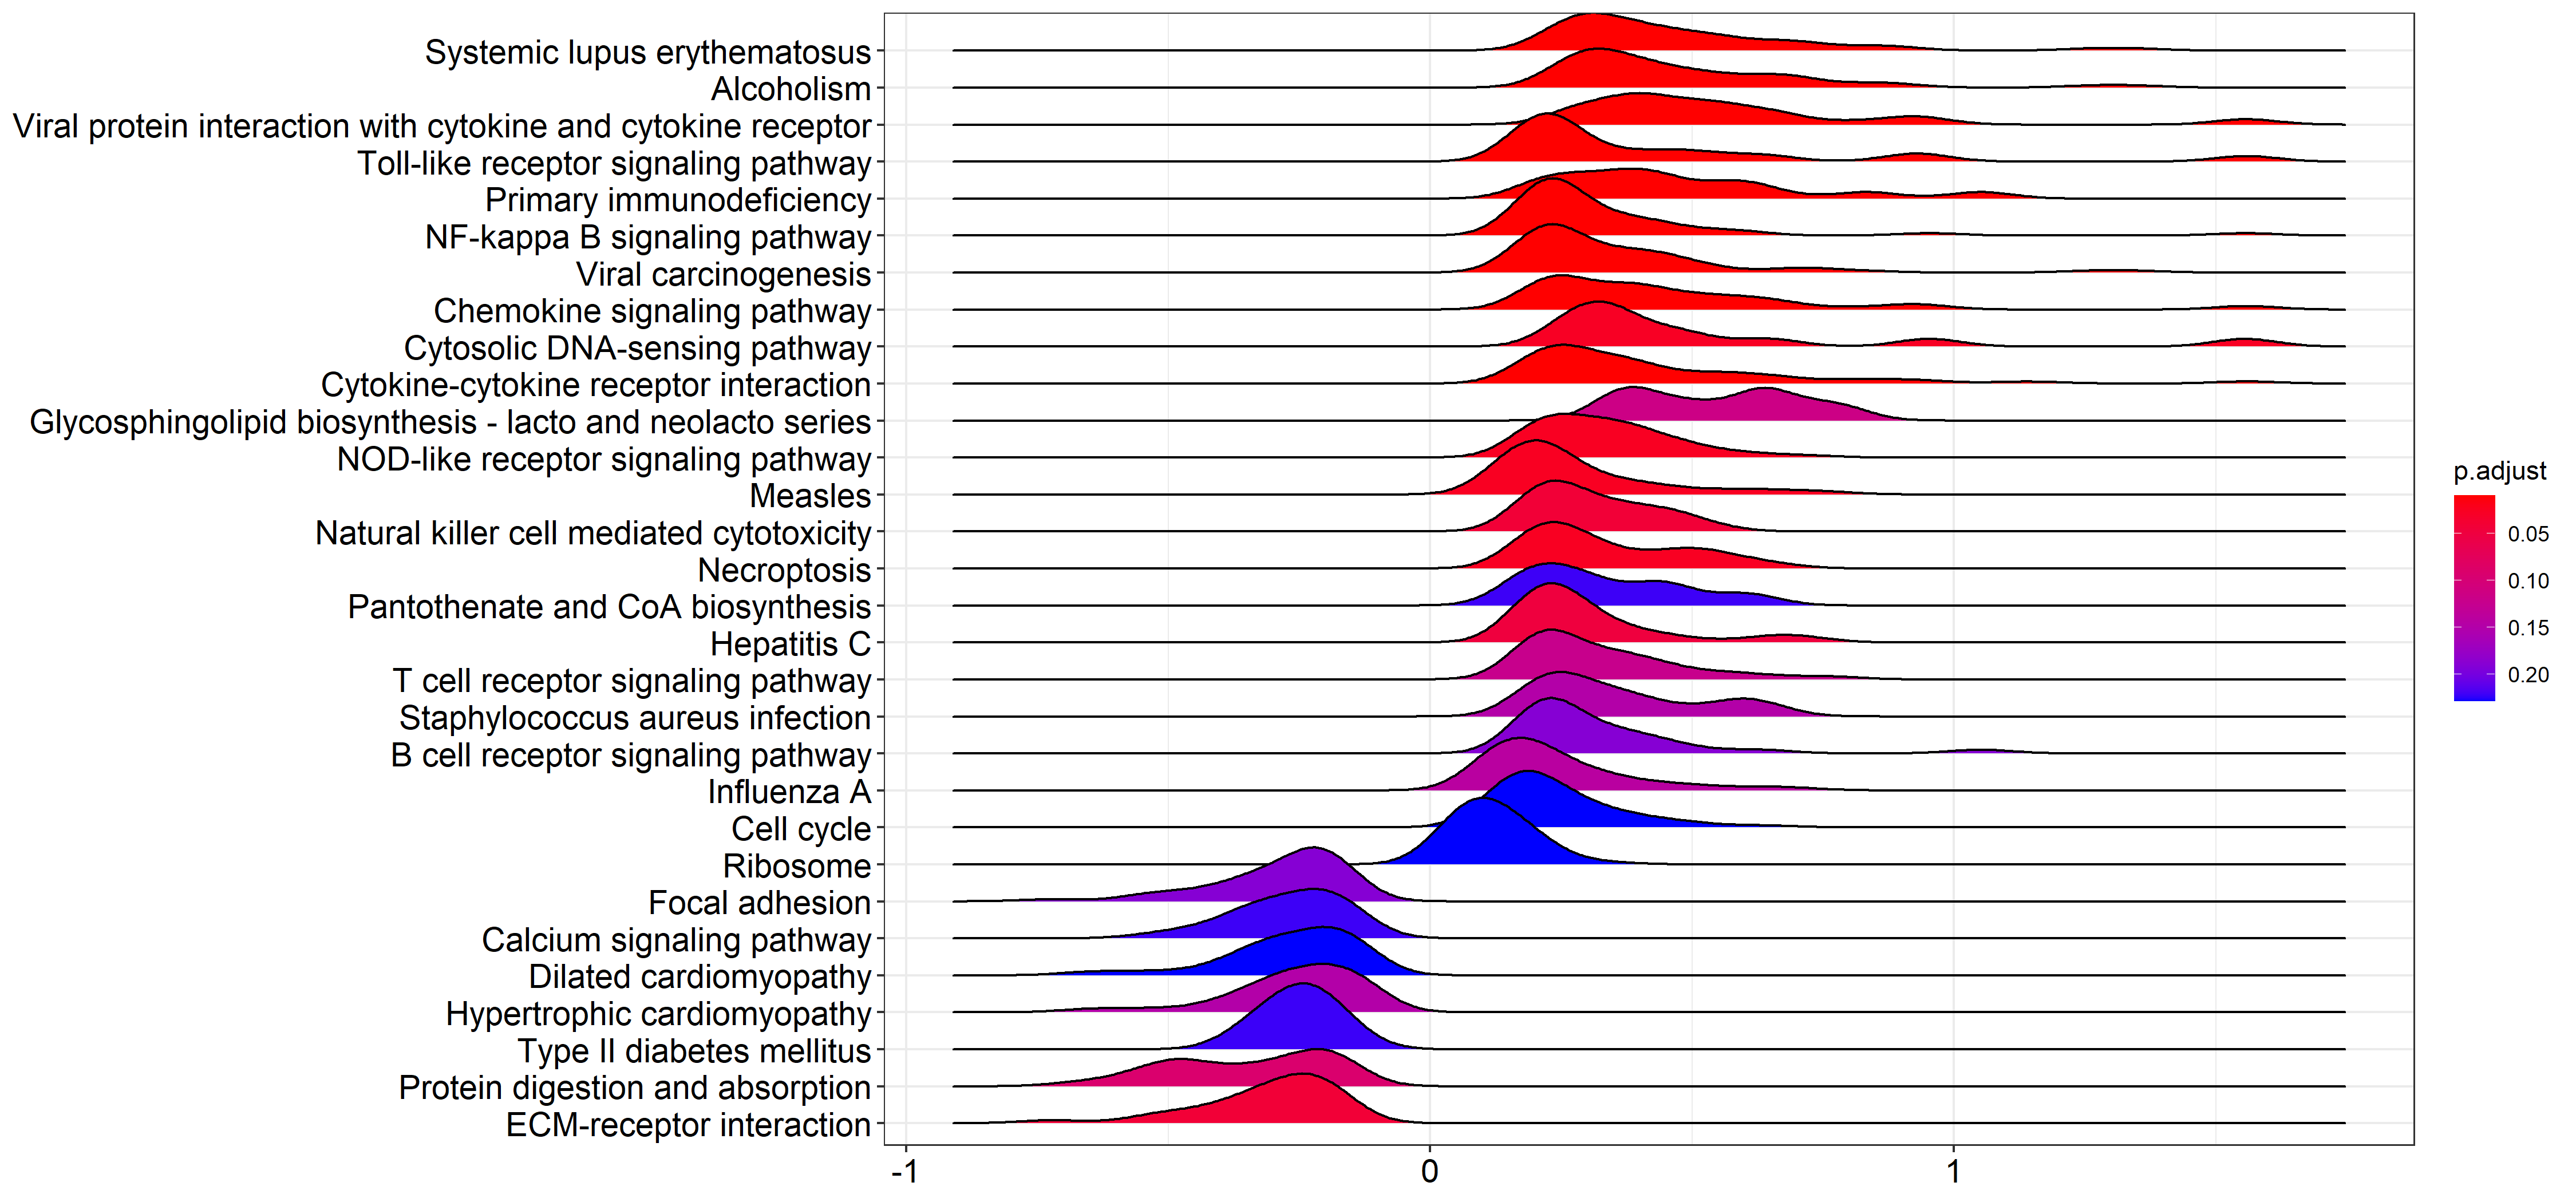 Systemic lupus erythematosus
Alcoholism
Viral protein interaction with cytokine and cytokine receptor
Toll-like receptor signaling pathway
Primary immunodeficiency
NF-kappa B signaling pathway
Viral carcinogenesis
Chemokine signaling pathway
Cytosolic DNA-sensing pathway
Cytokine-cytokine receptor interaction
Glycosphingolipid biosynthesis - lacto and neolacto series
NOD-like receptor signaling pathway
Measles
Natural killer cell mediated cytotoxicity
Necroptosis
Pantothenate and CoA biosynthesis
Hepatitis C
T cell receptor signaling pathway
Staphylococcus aureus infection
B cell receptor signaling pathway
Influenza A
Cell cycle
Ribosome
Focal adhesion
Calcium signaling pathway
Dilated cardiomyopathy
Hypertrophic cardiomyopathy
Type II diabetes mellitus
Protein digestion and absorption
ECM-receptor interaction
-1 0 1
p.adjust
0.05
0.10
0.15
0.20